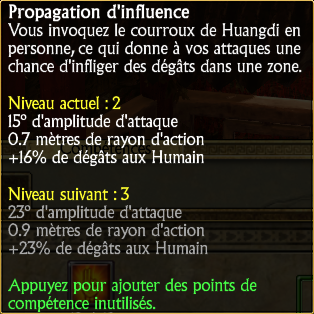 Propagation d'influence
Vous invoquez le courroux de Huangdi en
personne, ce qui donne à vos attaques une
chance d'infliger des dégâts dans une zone.
Niveau actuel : 2
15º d'amplitude d'attaque
0.7 mètres de rayon d'action
+16% de dégâts aux Humain
Niveau suivant : 3
23º d'amplitude d'attaque
0.9 mètres de rayon d'action
+23% de dégâts aux Humain
Appuyez pour ajouter des points de
compétence inutilisés.